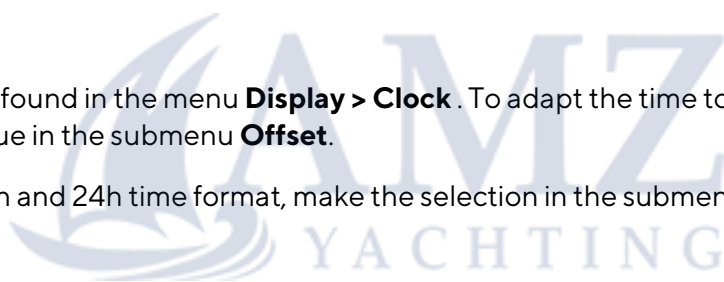 found in the menu Display > Clock . To adapt the time to
ue in the submenu Offset.
n and 24h time format, make the selection in the submen
AMZ
YACHTING